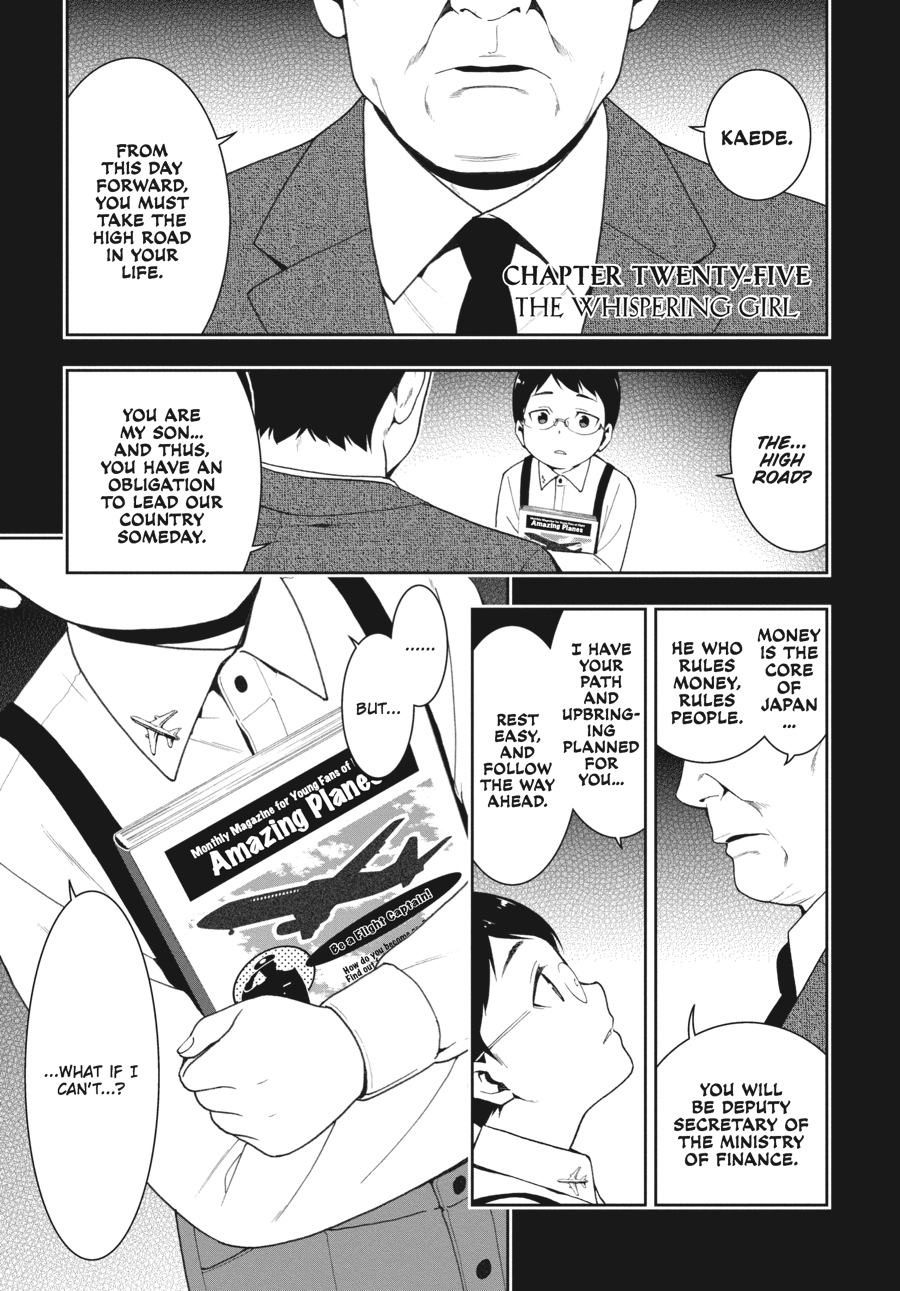 KAEDE.
FROM
THIS DAY
FORWARD,
YOU MUST
TAKE THE
HIGH ROAD
IN YOUR
LIFE.
CHAPTER TWENTY-FIVE
THE WHISPERING GIRL
THE...
HIGH
ROAD?
Amazing Planes
YOU ARE
MY SON...
AND THUS,
YOU HAVE AN
OBLIGATION
TO LEAD OUR
COUNTRY
SOMEDAY.
MONEY
IS THE
CORE
OF
JAPAN
...
HE WHO
RULES
MONEY,
RULES
PEOPLE.
YOU WILL
BE DEPUTY
SECRETARY OF
THE MINISTRY
OF FINANCE.
I HAVE
YOUR
PATH
AND
UPBRING-
ING
PLANNED
FOR
YOU...
REST
EASY,
AND
FOLLOW
THE WAY
AHEAD.
......
BUT...
Monthly Magazine for Young Fans of
Amazing Planes
Be a Flight Captain!
How do you become
Find out
...WHAT IF I
CAN'T...?